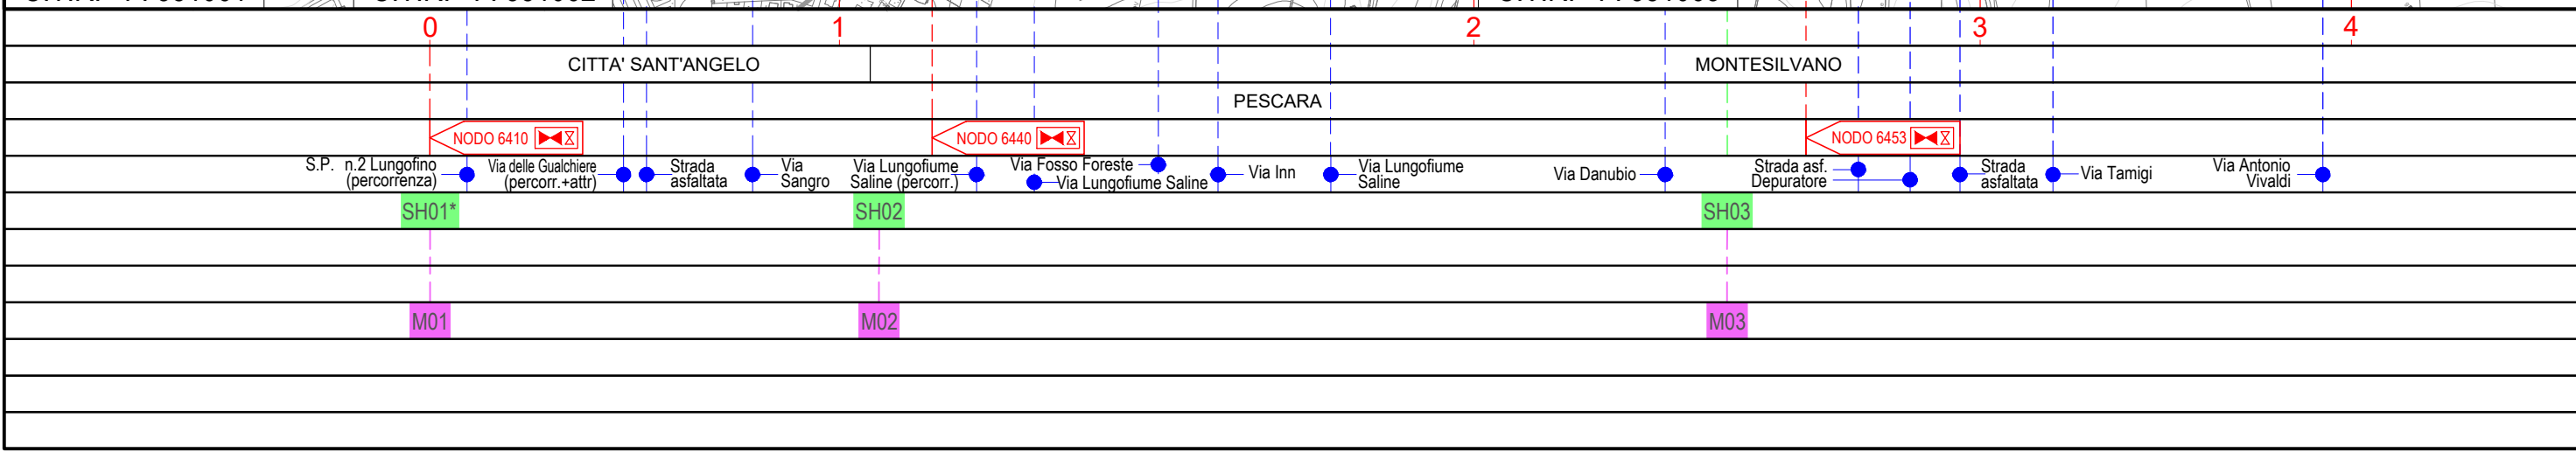 0 1 2 3 4
CITTA' SANT'ANGELO MONTESILVANO
PESCARA
NODO 6410 NODO 6440 NODO 6453
S.P. n.2 Lungofino
(percorrenza)
Via delle Gualchiere
(percorr.+attr)
Strada
asfaltata
Via
Sangro
Via Lungofiume
Saline (percorr.)
Via Fosso Foreste
Via Lungofiume Saline
Via Inn
Via Lungofiume
Saline
Via Danubio
Strada asf.
Depuratore
Strada
asfaltata
Via Tamigi
Via Antonio
Vivaldi
SH01* SH02 SH03
M01 M02 M03